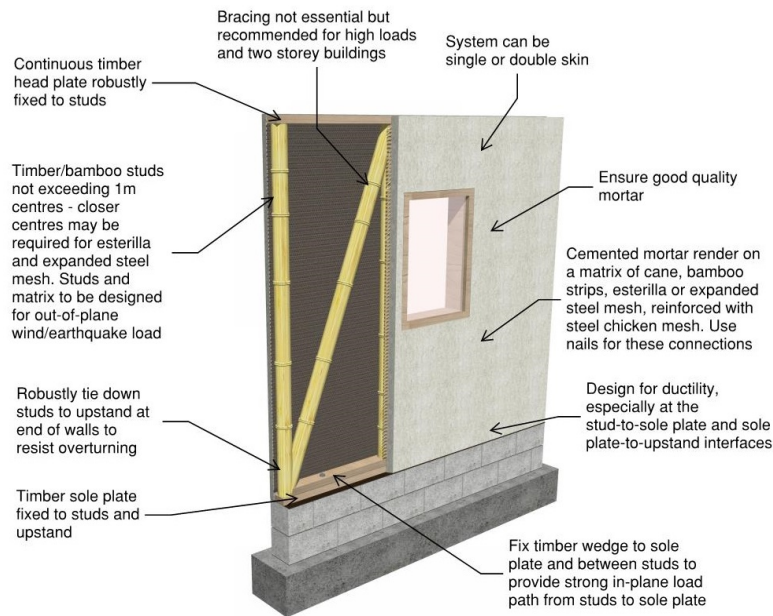 Bracing not essential but
recommended for high loads
and two storey buildings
System can be
single or double skin
Continuous timber
head plate robustly
fixed to studs
Timber/bamboo studs
not exceeding 1m
centres - closer
centres may be
required for esterilla
and expanded steel
mesh. Studs and
matrix to be designed
for out-of-plane
wind/earthquake load
Ensure good quality
mortar
Cemented mortar render on
a matrix of cane, bamboo
strips, esterilla or expanded
steel mesh, reinforced with
steel chicken mesh. Use
nails for these connections
Robustly tie down
studs to upstand at
end of walls to
resist overturning
Design for ductility,
especially at the
stud-to-sole plate and sole
plate-to-upstand interfaces
Timber sole plate
fixed to studs and
upstand
Fix timber wedge to sole
plate and between studs to
provide strong in-plane load
path from studs to sole plate